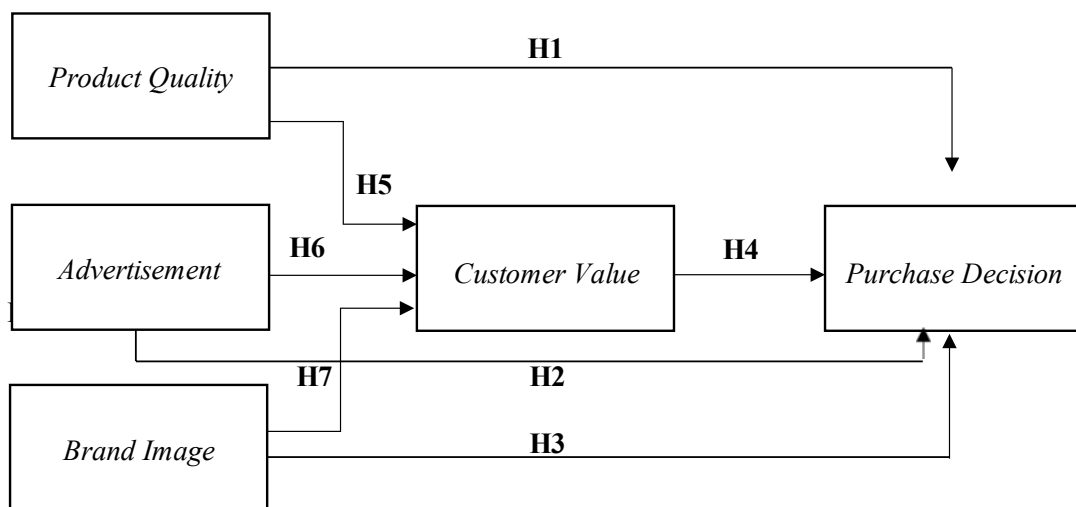 H1
Product Quality
H5
Advertisement
H6
Customer Value
H4
Purchase Decision
H7
H2
Brand Image
H3